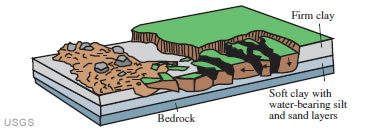 Firm clay
Soft clay with
water-bearing silt
and sand layers
Bedrock
USGS